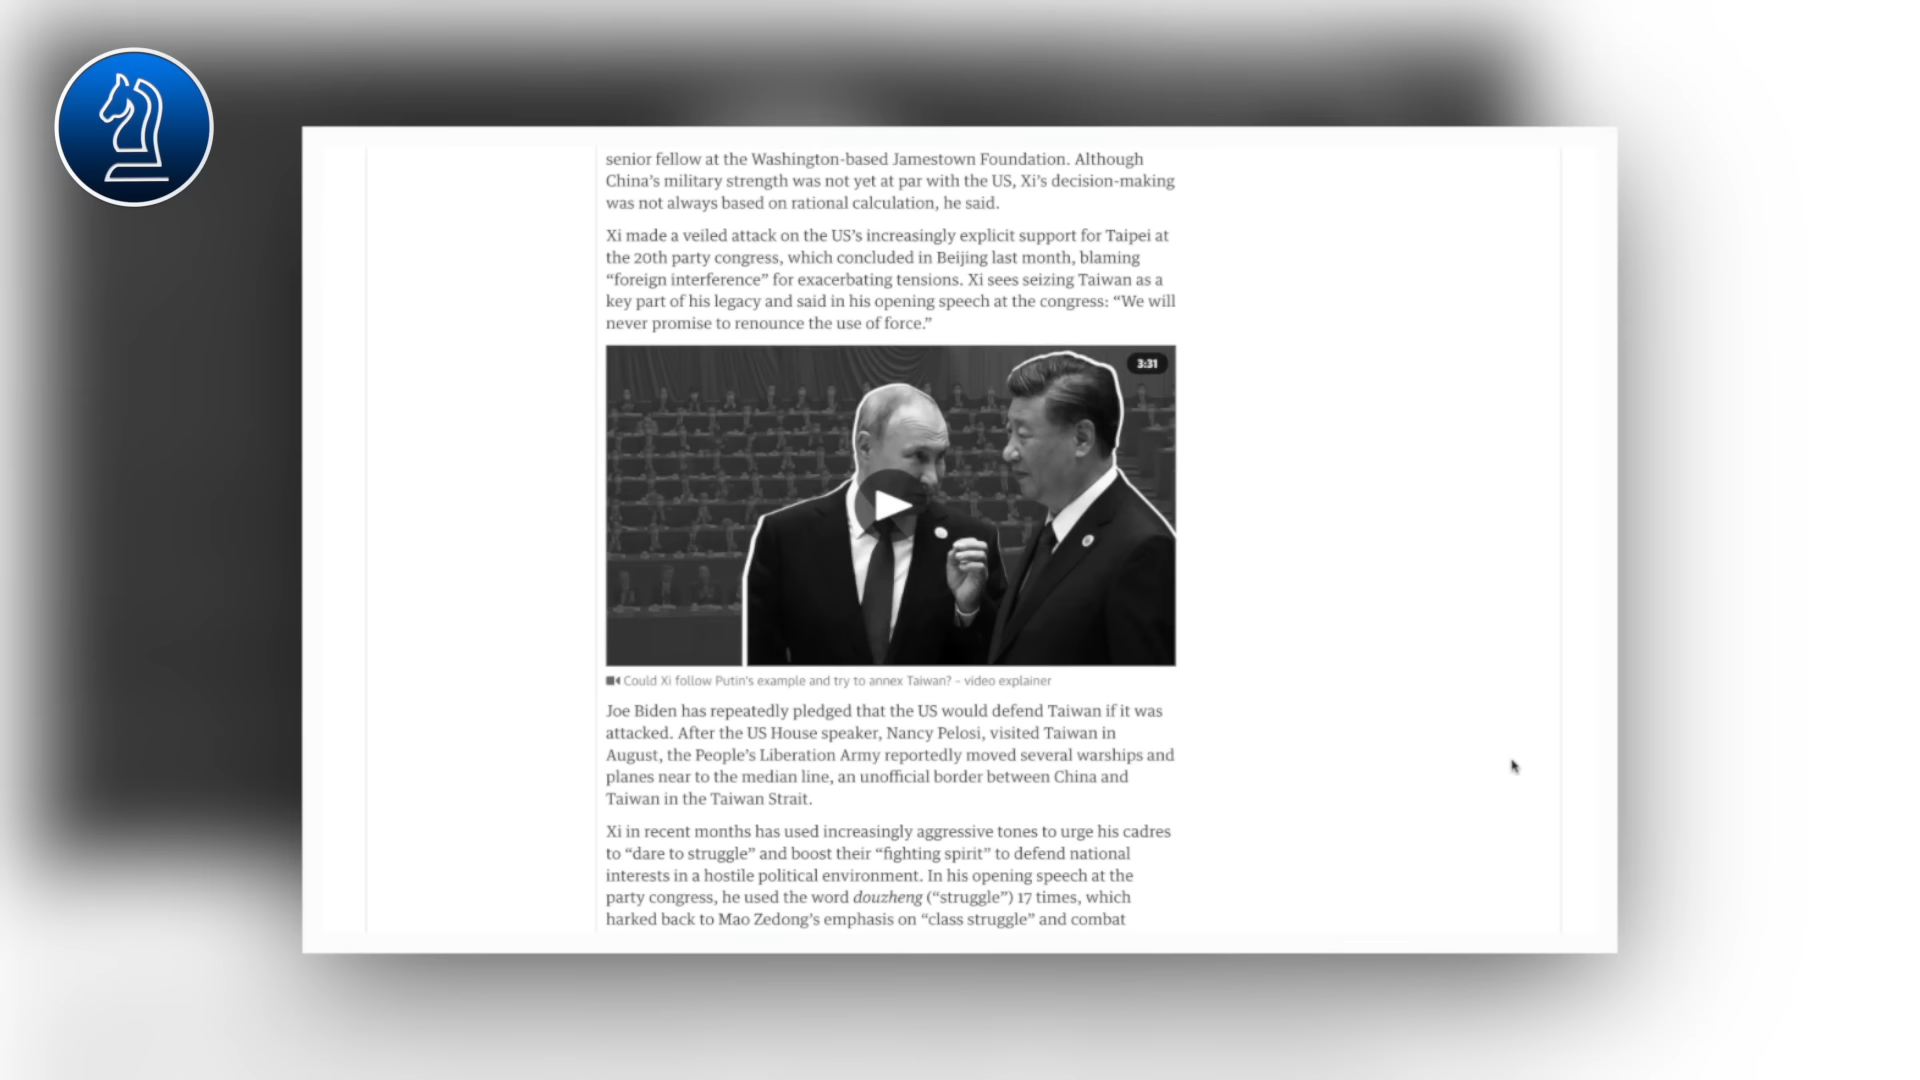 senior fellow at the Washington-based Jamestown Foundation. Although
China’s military strength was not yet at par with the US, Xi’s decision-making
was not always based on rational calculation, he said.
Xi made a veiled attack on the US’s increasingly explicit support for Taipei at
the 20th party congress, which concluded in Beijing last month, blaming
“foreign interference” for exacerbating tensions. Xi sees seizing Taiwan as a
key part of his legacy and said in his opening speech at the congress: “We will
never promise to renounce the use of force.”
3:31
Could Xi follow Putin's example and try to annex Taiwan? – video explainer
Joe Biden has repeatedly pledged that the US would defend Taiwan if it was
attacked. After the US House speaker, Nancy Pelosi, visited Taiwan in
August, the People’s Liberation Army reportedly moved several warships and
planes near to the median line, an unofficial border between China and
Taiwan in the Taiwan Strait.
Xi in recent months has used increasingly aggressive tones to urge his cadres
to “dare to struggle” and boost their “fighting spirit” to defend national
interests in a hostile political environment. In his opening speech at the
party congress, he used the word douzheng (“struggle”) 17 times, which
harked back to Mao Zedong’s emphasis on “class struggle” and combat